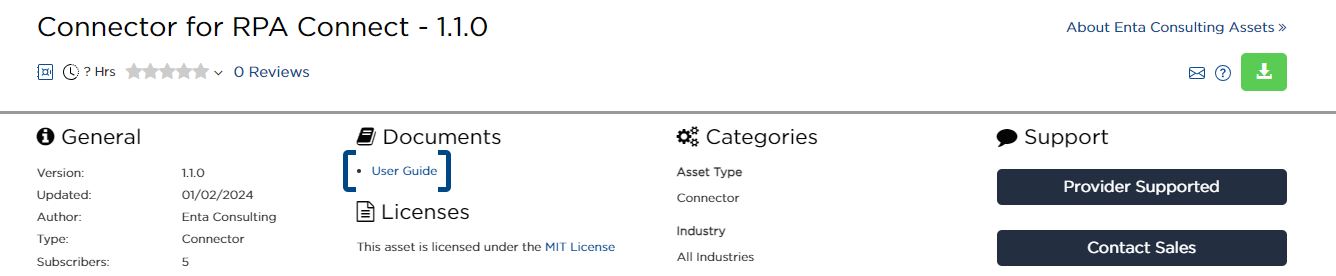 Connector for RPA Connect - 1.1.0
About Enta Consulting Assets »
? Hrs
0 Reviews
General
Version: 1.1.0
Updated: 01/02/2024
Author: Enta Consulting
Type: Connector
Subscribers: 5
Documents
• User Guide
Licenses
This asset is licensed under the MIT License
Categories
Asset Type
Connector
Industry
All Industries
Support
Provider Supported
Contact Sales